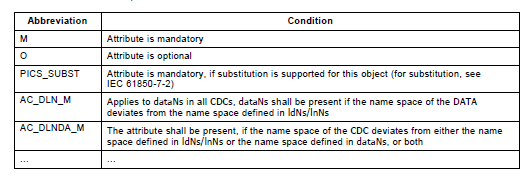 Abbreviation Condition
M Attribute is mandatory
O Attribute is optional
PICS_SUBST Attribute is mandatory, if substitution is supported for this object (for substitution, see
IEC 61850-7-2)
AC_DLN_M Applies to dataNs in all CDCs, dataNs shall be present if the name space of the DATA
deviates from the name space defined in ldNs/lnNs
AC_DLNDA_M The attribute shall be present, if the name space of the CDC deviates from either the name
space defined in ldNs/lnNs or the name space defined in dataNs, or both
... ...